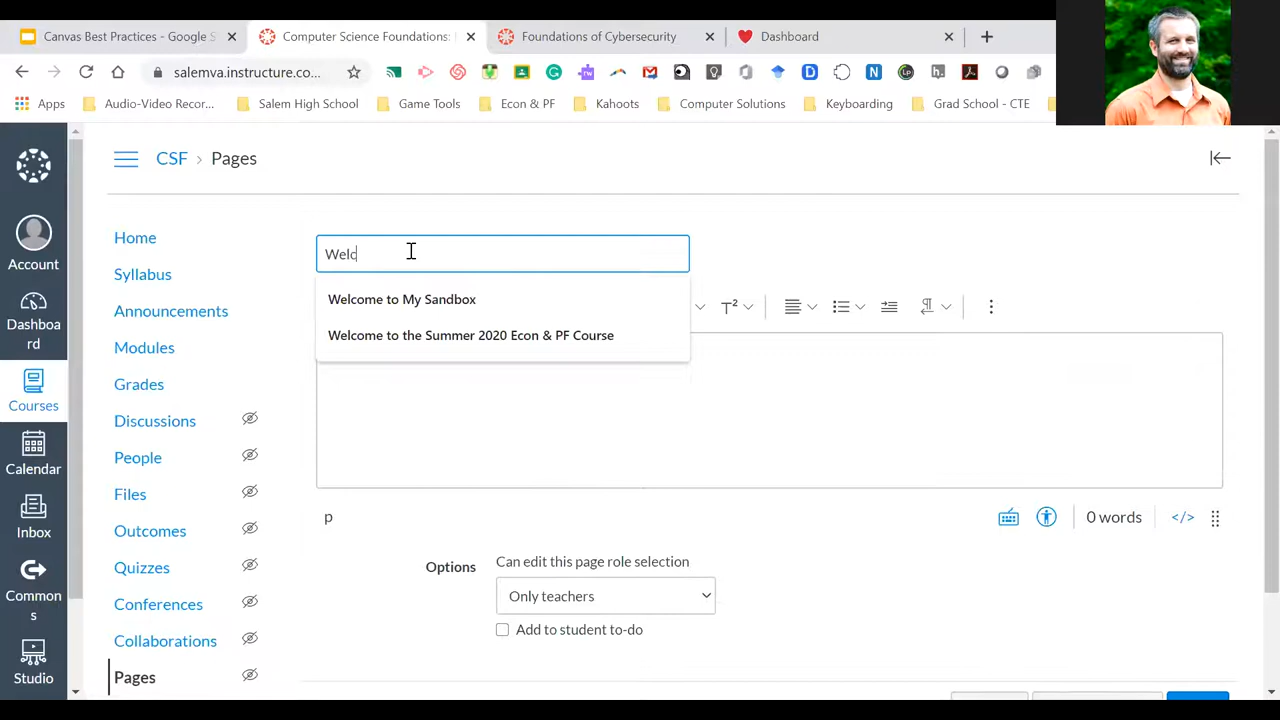 Canvas Best Practices - Google S
Computer Science Foundations:
Foundations of Cybersecurity
Dashboard
salemva.instructure.co...
Apps
Audio-Video Recor...
Salem High School
Game Tools
Econ & PF
Kahoots
Computer Solutions
Keyboarding
Grad School - CTE
CSF > Pages
Account
Dashboa
rd
Courses
Calendar
Inbox
Common
s
Studio
Home
Syllabus
Announcements
Modules
Grades
Discussions
People
Files
Outcomes
Quizzes
Conferences
Collaborations
Pages
Welc
Welcome to My Sandbox
Welcome to the Summer 2020 Econ & PF Course
T²
p
0 words
</>
Options
Can edit this page role selection
Only teachers
Add to student to-do